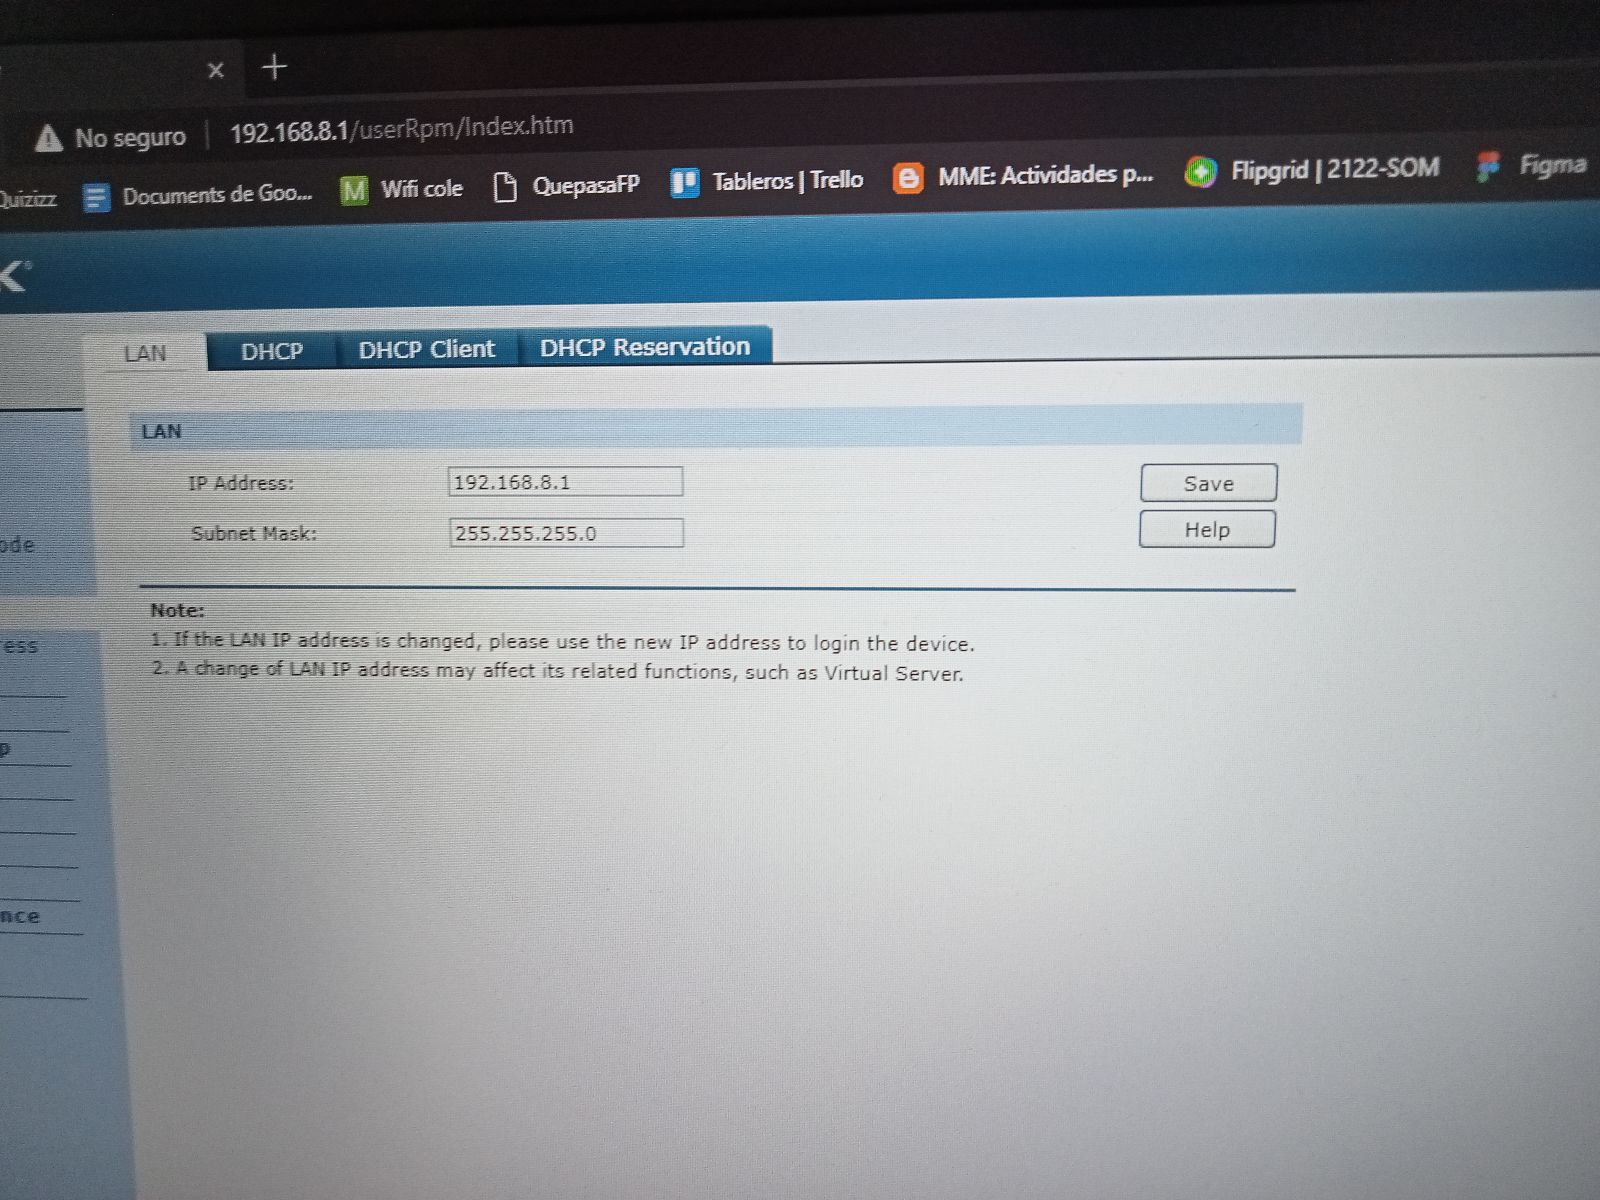 No seguro | 192.168.8.1/userRpm/Index.htm
Quizizz Documents de Goo... Wifi cole QuepasaFP Tableros | Trello MME: Actividades p... Flipgrid | 2122-SOM Figma
K®
LAN DHCP DHCP Client DHCP Reservation
LAN
IP Address: 192.168.8.1 Save
Subnet Mask: 255.255.255.0 Help
ode
Note:
1. If the LAN IP address is changed, please use the new IP address to login the device.
ess
2. A change of LAN IP address may affect its related functions, such as Virtual Server.
p
nce